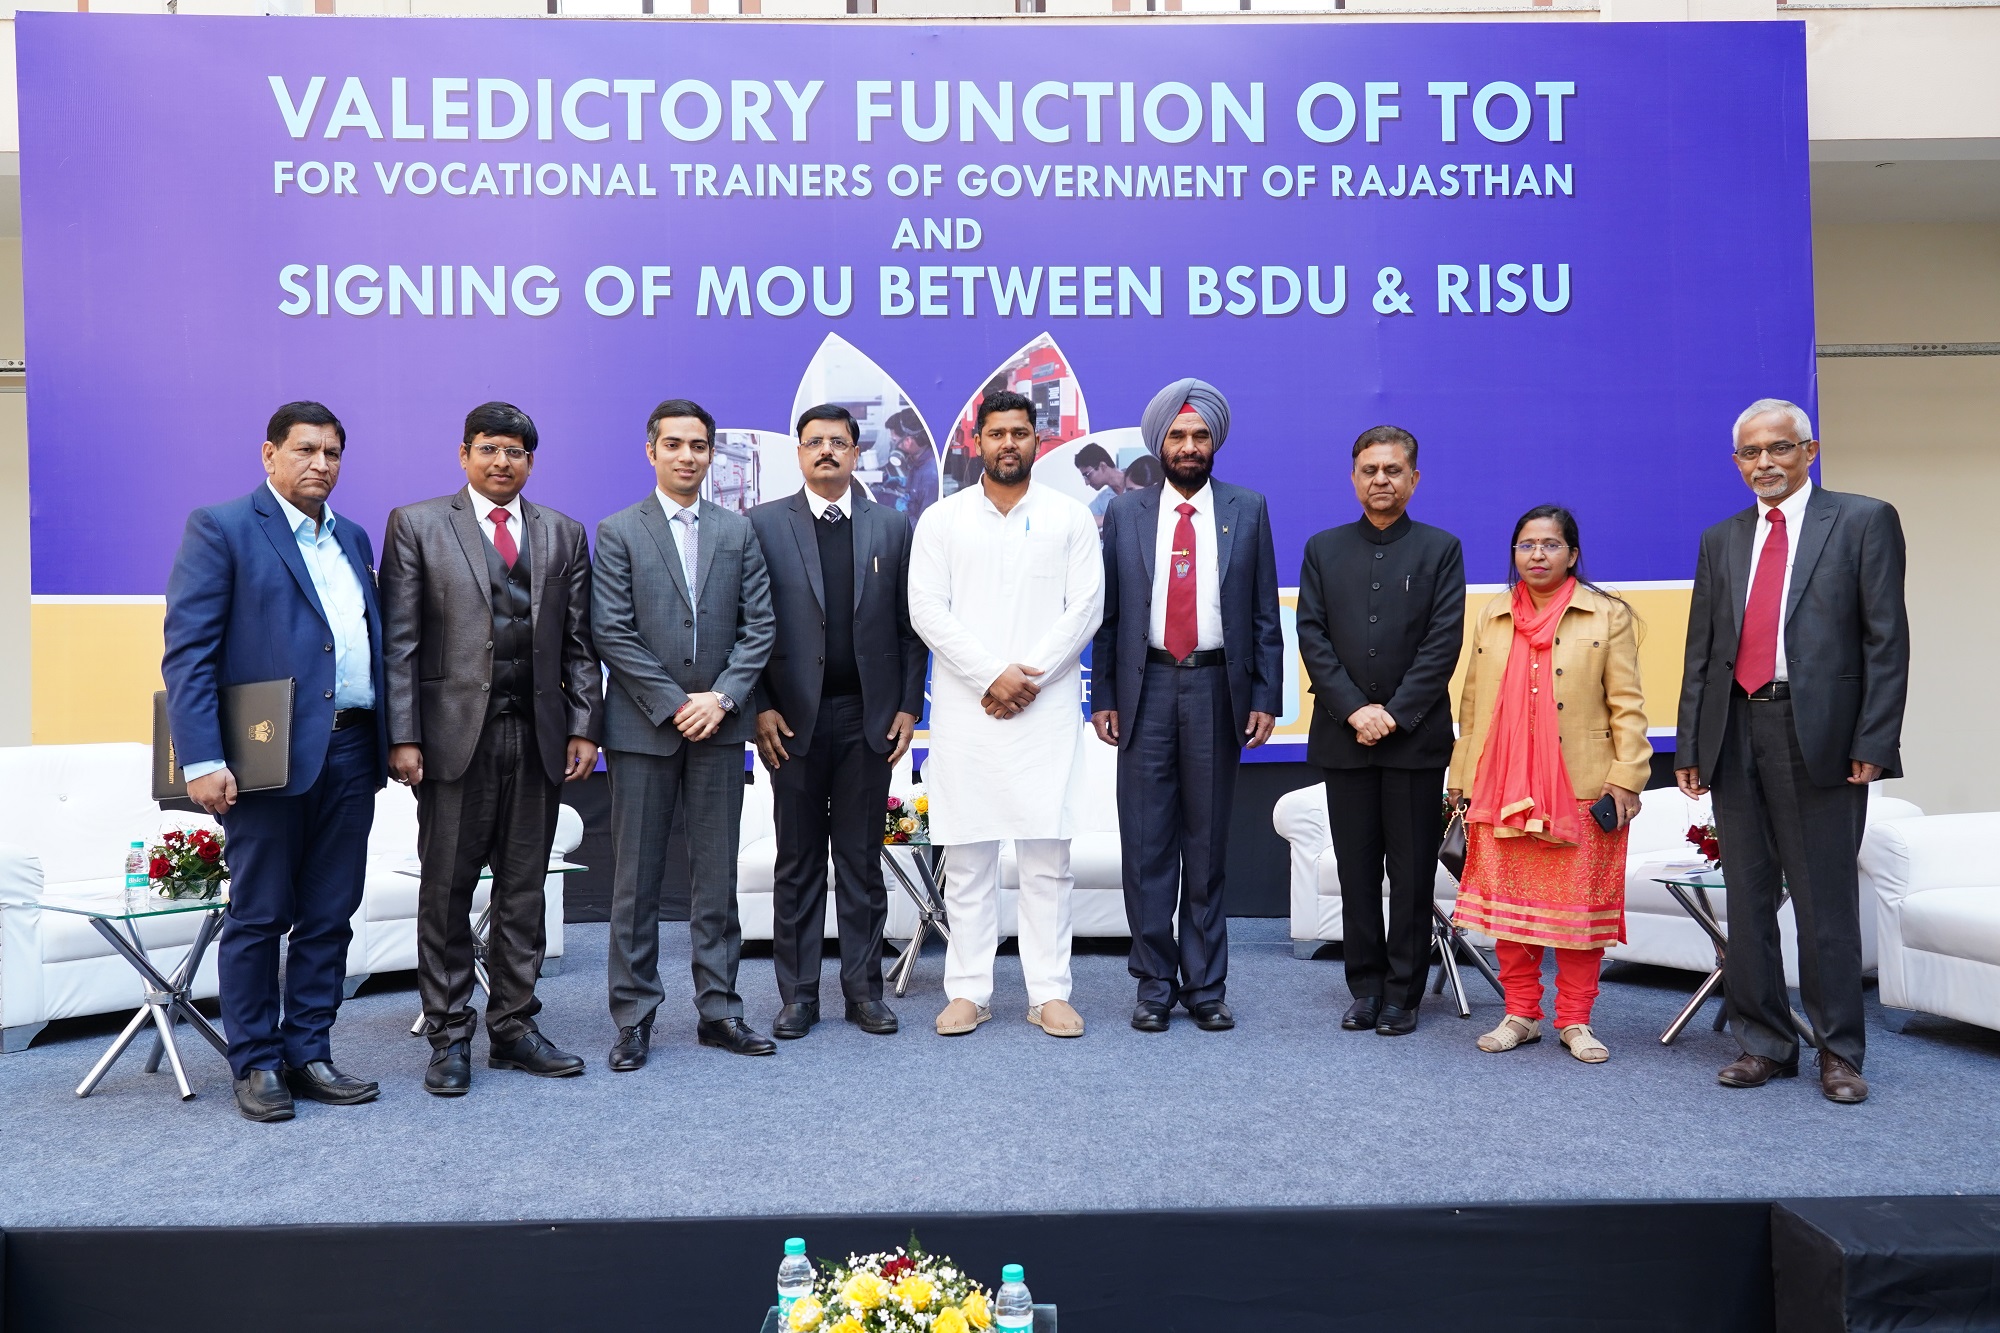 VALEDICTORY FUNCTION OF TOT
FOR VOCATIONAL TRAINERS OF GOVERNMENT OF RAJASTHAN
AND
SIGNING OF MOU BETWEEN BSDU & RISU